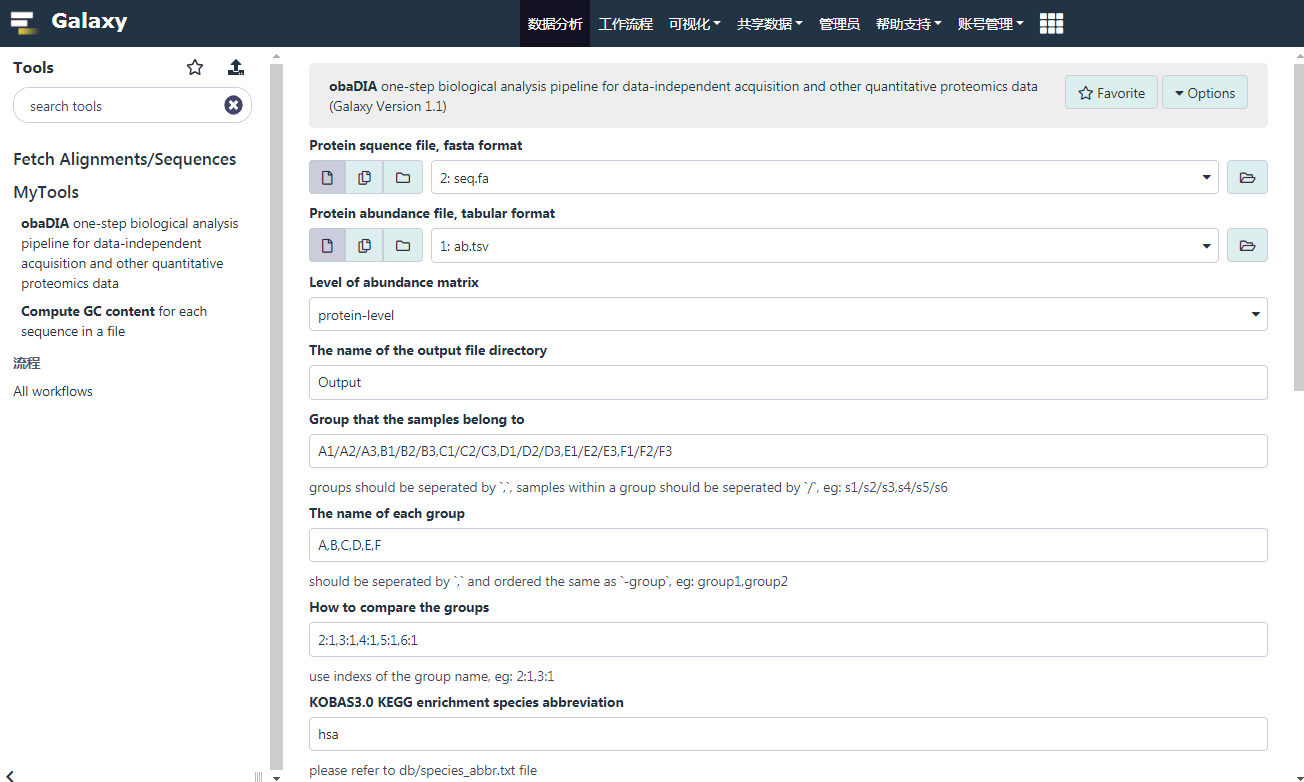 Galaxy
数据分析 工作流程 可视化 共享数据 管理员 帮助支持 账号管理
Tools
search tools
Fetch Alignments/Sequences
MyTools
obaDIA one-step biological analysis
pipeline for data-independent
acquisition and other quantitative
proteomics data
Compute GC content for each
sequence in a file
流程
All workflows
obaDIA one-step biological analysis pipeline for data-independent acquisition and other quantitative proteomics data
(Galaxy Version 1.1)
Favorite
Options
Protein squence file, fasta format
2: seq.fa
Protein abundance file, tabular format
1: ab.tsv
Level of abundance matrix
protein-level
The name of the output file directory
Output
Group that the samples belong to
A1/A2/A3,B1/B2/B3,C1/C2/C3,D1/D2/D3,E1/E2/E3,F1/F2/F3
groups should be seperated by `,`, samples within a group should be seperated by `/`, eg: s1/s2/s3,s4/s5/s6
The name of each group
A,B,C,D,E,F
should be seperated by `,` and ordered the same as `-group`, eg: group1,group2
How to compare the groups
2:1,3:1,4:1,5:1,6:1
use indexs of the group name, eg: 2:1,3:1
KOBAS3.0 KEGG enrichment species abbreviation
hsa
please refer to db/species_abbr.txt file